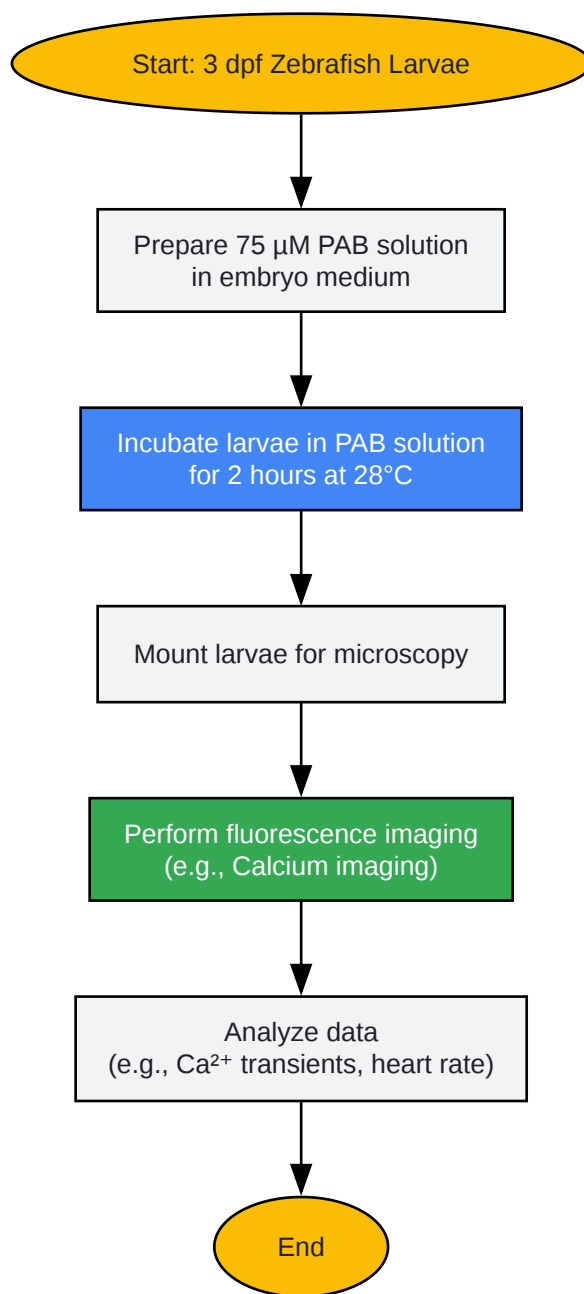 Start: 3 dpf Zebrafish Larvae
Prepare 75 µM PAB solution
in embryo medium
Incubate larvae in PAB solution
for 2 hours at 28°C
Mount larvae for microscopy
Perform fluorescence imaging
(e.g., Calcium imaging)
Analyze data
(e.g., Ca²⁺ transients, heart rate)
End